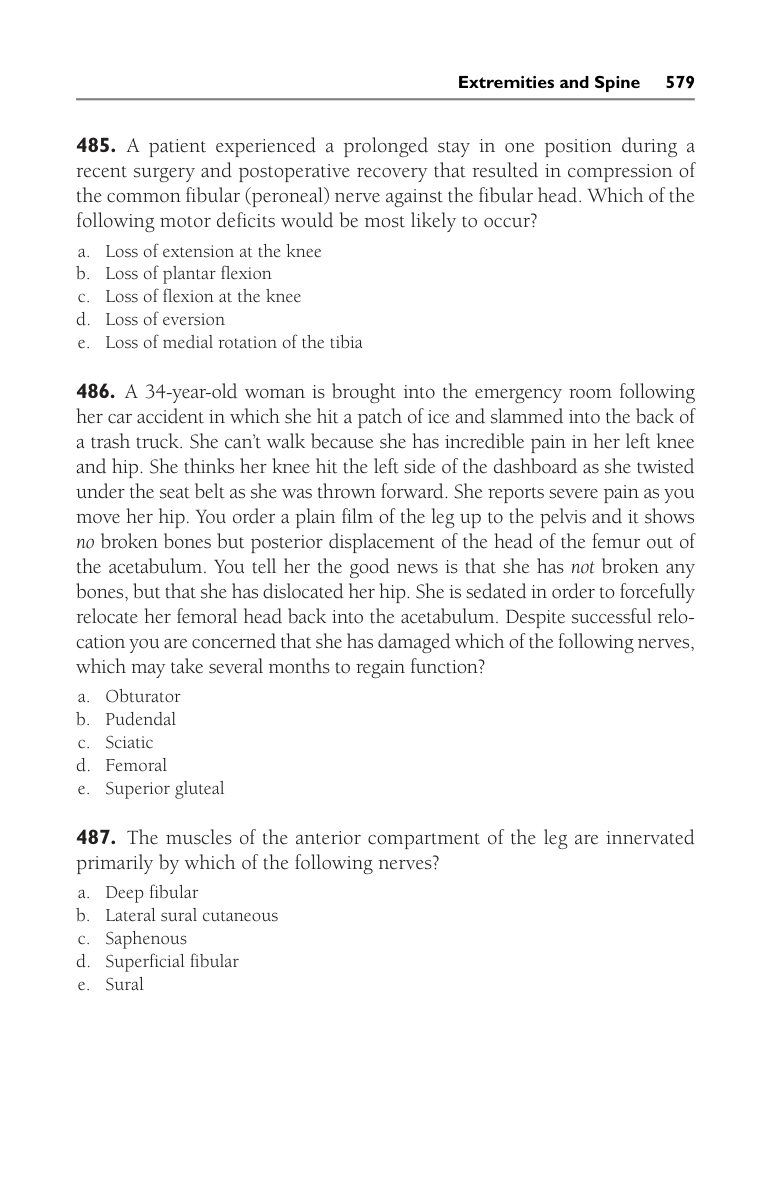 Extremities and Spine 579
485. A patient experienced a prolonged stay in one position during a
recent surgery and postoperative recovery that resulted in compression of
the common fibular (peroneal) nerve against the fibular head. Which of the
following motor deficits would be most likely to occur?
a. Loss of extension at the knee
b. Loss of plantar flexion
c. Loss of flexion at the knee
d. Loss of eversion
e. Loss of medial rotation of the tibia
486. A 34-year-old woman is brought into the emergency room following
her car accident in which she hit a patch of ice and slammed into the back of
a trash truck. She can't walk because she has incredible pain in her left knee
and hip. She thinks her knee hit the left side of the dashboard as she twisted
under the seat belt as she was thrown forward. She reports severe pain as you
move her hip. You order a plain film of the leg up to the pelvis and it shows
no broken bones but posterior displacement of the head of the femur out of
the acetabulum. You tell her the good news is that she has not broken any
bones, but that she has dislocated her hip. She is sedated in order to forcefully
relocate her femoral head back into the acetabulum. Despite successful relo-
cation you are concerned that she has damaged which of the following nerves,
which may take several months to regain function?
a. Obturator
b. Pudendal
c. Sciatic
d. Femoral
e. Superior gluteal
487. The muscles of the anterior compartment of the leg are innervated
primarily by which of the following nerves?
a. Deep fibular
b. Lateral sural cutaneous
c. Saphenous
d. Superficial fibular
e. Sural